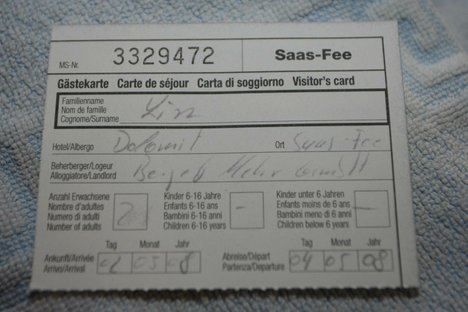 MS-Nr. 3329472 Saas-Fee
Gästekarte Carte de séjour Carta di soggiorno Visitor's card
Familienname
Nom de famille
Cognome/Surname
Lin
Hotel/Albergo Dolomit Ort Saas-Fee
Beherberger/Logeur
Alloggiatore/Landlord
Anzahl Erwachsene
Nombre d'adultes
Numero di adulti
Number of adults
2
Kinder 6-16 Jahre
Enfants 6-16 ans
Bambini 6-16 anni
Children 6-16 years
-
Kinder unter 6 Jahren
Enfants moins de 6 ans
Bambini meno di 6 anni
Children below 6 years
-
Tag Monat Jahr
Ankunft/Arrivée
Arrivo/Arrival
02 05 08
Tag Monat Jahr
Abreise/Départ
Partenza/Departure
04 05 08